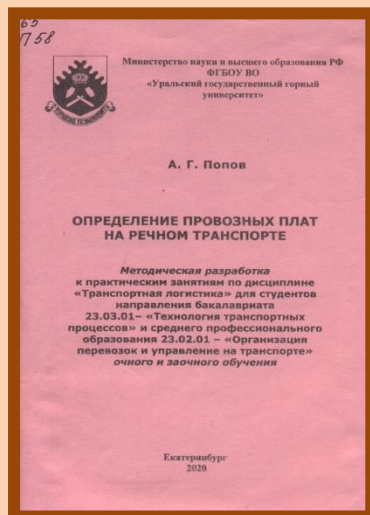 65
П 58
Министерство науки и высшего образования РФ
ФГБОУ ВО
«Уральский государственный горный
университет»
А. Г. Попов
ОПРЕДЕЛЕНИЕ ПРОВОЗНЫХ ПЛАТ
НА РЕЧНОМ ТРАНСПОРТЕ
Методическая разработка
к практическим занятиям по дисциплине
«Транспортная логистика» для студентов
направления бакалавриата
23.03.01– «Технология транспортных
процессов» и среднего профессионального
образования 23.02.01 – «Организация
перевозок и управление на транспорте»
очного и заочного обучения
Екатеринбург
2020